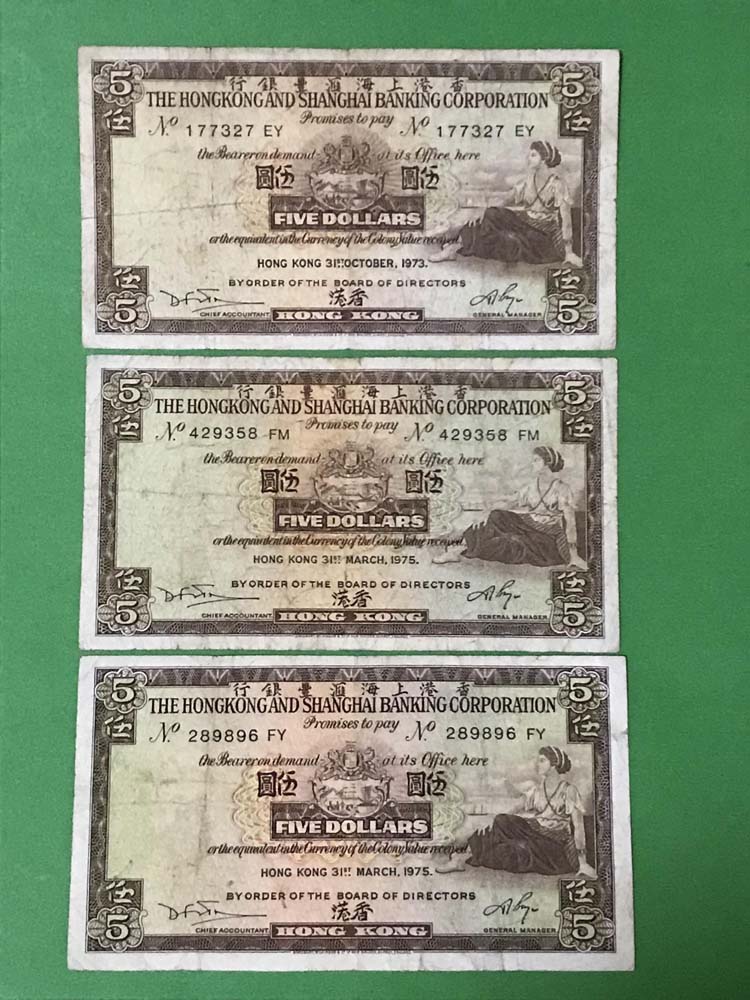 5 行銀豐滙海上港香 5
THE HONGKONG AND SHANGHAI BANKING CORPORATION
伍 Promises to pay 伍
Nº 177327 EY Nº 177327 EY
the Bearer on demand at its Office here
圓伍 圓伍
FIVE DOLLARS
or the equivalent in the Currency of the Colony Value received
HONG KONG 31ST OCTOBER, 1973.
伍 BY ORDER OF THE BOARD OF DIRECTORS 伍
港香
5 CHIEF ACCOUNTANT. HONG KONG GENERAL MANAGER 5
5 行銀豐滙海上港香 5
THE HONGKONG AND SHANGHAI BANKING CORPORATION
伍 Promises to pay 伍
Nº 429358 FM Nº 429358 FM
the Bearer on demand at its Office here
圓伍 圓伍
FIVE DOLLARS
or the equivalent in the Currency of the Colony Value received
HONG KONG 31ST MARCH, 1975.
伍 BY ORDER OF THE BOARD OF DIRECTORS 伍
港香
5 CHIEF ACCOUNTANT. HONG KONG GENERAL MANAGER 5
5 行銀豐滙海上港香 5
THE HONGKONG AND SHANGHAI BANKING CORPORATION
伍 Promises to pay 伍
Nº 289896 FY Nº 289896 FY
the Bearer on demand at its Office here
圓伍 圓伍
FIVE DOLLARS
or the equivalent in the Currency of the Colony Value received
HONG KONG 31ST MARCH, 1975.
伍 BY ORDER OF THE BOARD OF DIRECTORS 伍
港香
5 CHIEF ACCOUNTANT. HONG KONG GENERAL MANAGER 5